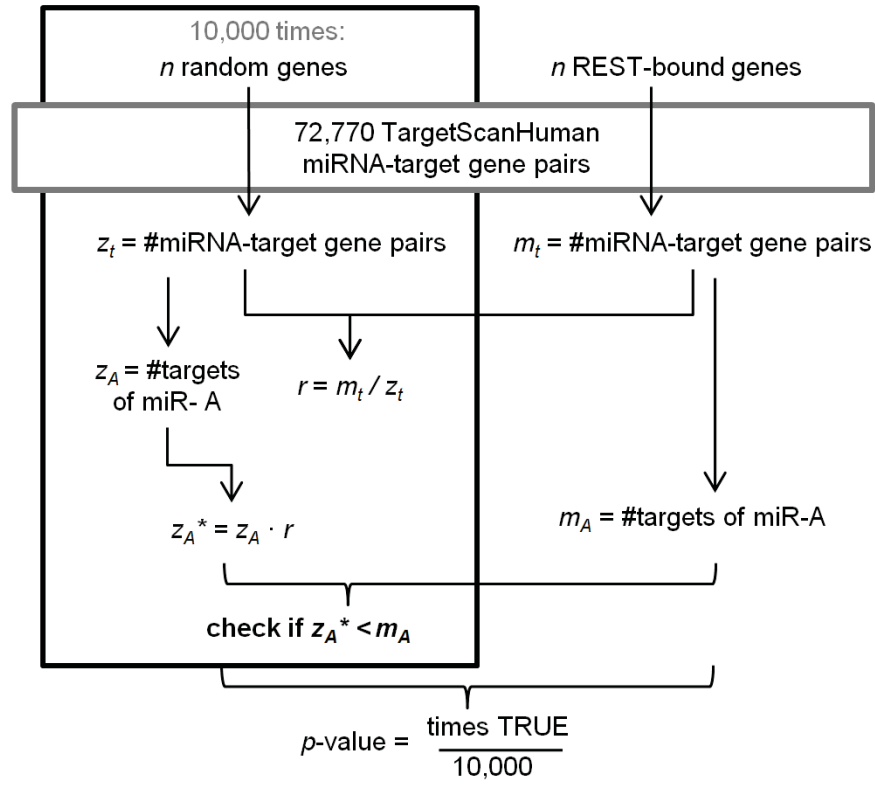 10,000 times:
n random genes
n REST-bound genes
72,770 TargetScanHuman
miRNA-target gene pairs
z_t = #miRNA-target gene pairs
m_t = #miRNA-target gene pairs
z_A = #targets
of miR- A
r = m_t / z_t
z_A* = z_A · r
m_A = #targets of miR-A
check if z_A* < m_A
p-value = times TRUE
10,000